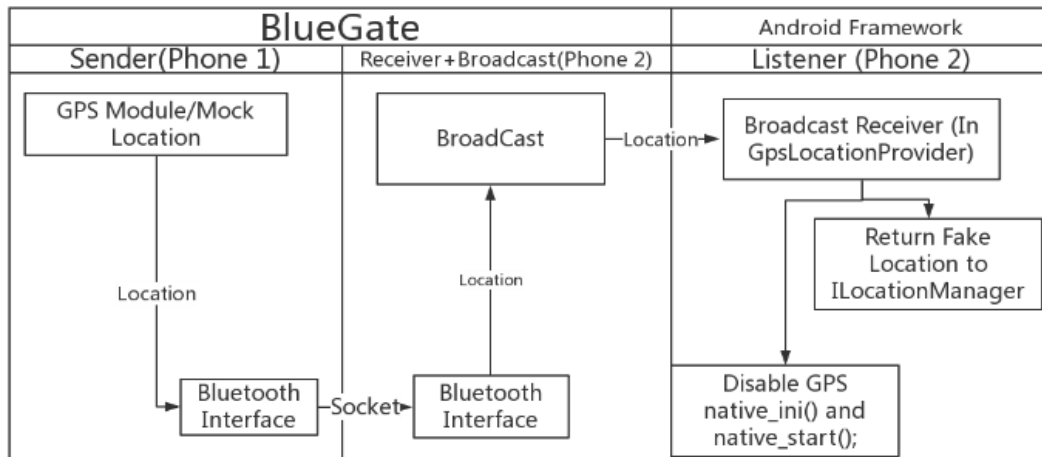 BlueGate
Android Framework
Sender(Phone 1)
Receiver+Broadcast(Phone 2)
Listener (Phone 2)
GPS Module/Mock
Location
BroadCast
Location
Broadcast Receiver (In
GpsLocationProvider)
Return Fake
Location to
ILocationManager
Location
Location
Bluetooth
Interface
Socket
Bluetooth
Interface
Disable GPS
native_ini() and
native_start();